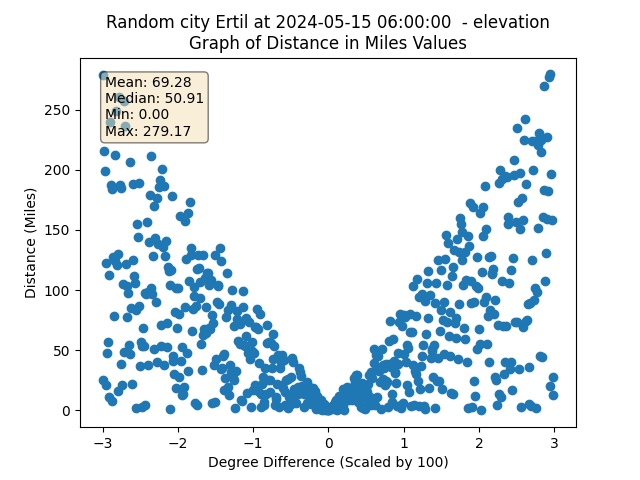 Random city Ertil at 2024-05-15 06:00:00  - elevation
Graph of Distance in Miles Values
Mean: 69.28
Median: 50.91
Min: 0.00
Max: 279.17
Distance (Miles)
250
200
150
100
50
0
−3 −2 −1 0 1 2 3
Degree Difference (Scaled by 100)